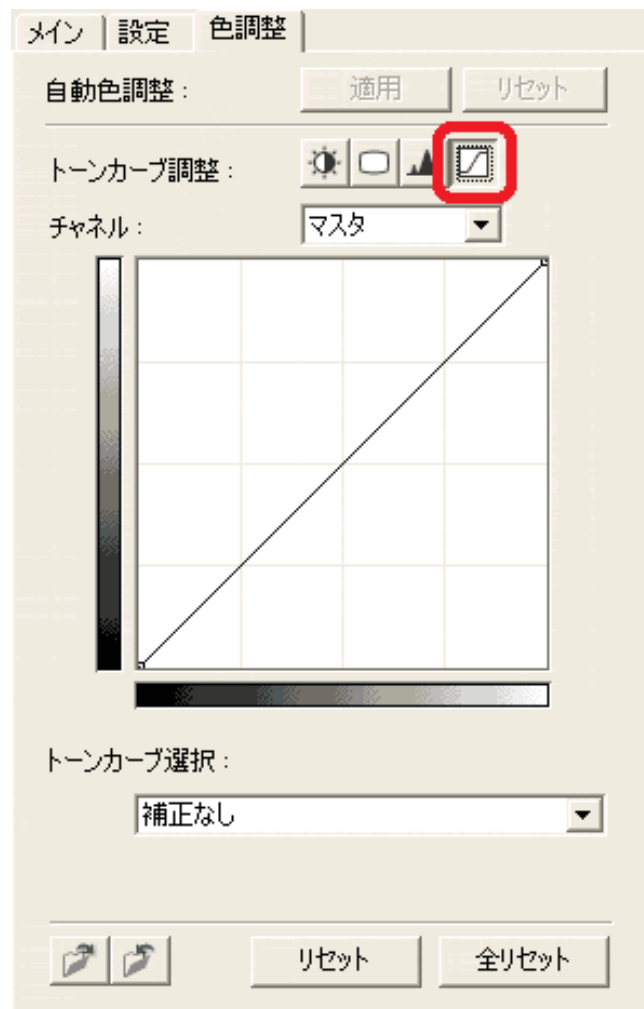 メイン 設定 色調整
自動色調整： 適用 リセット
トーンカーブ調整：
チャネル： マスタ
トーンカーブ選択：
補正なし
リセット 全リセット